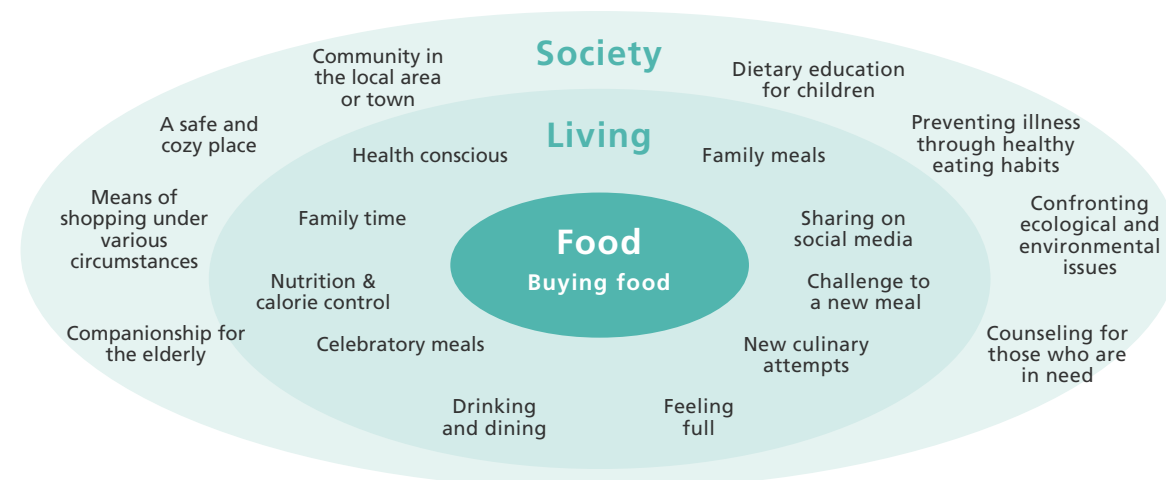 Society
Community in
the local area
or town
Dietary education
for children
A safe and
cozy place
Preventing illness
through healthy
eating habits
Means of
shopping under
various
circumstances
Confronting
ecological and
environmental
issues
Companionship for
the elderly
Counseling for
those who are
in need
Living
Health conscious
Family meals
Family time
Sharing on
social media
Nutrition &
calorie control
Challenge to
a new meal
Celebratory meals
New culinary
attempts
Drinking
and dining
Feeling
full
Food
Buying food